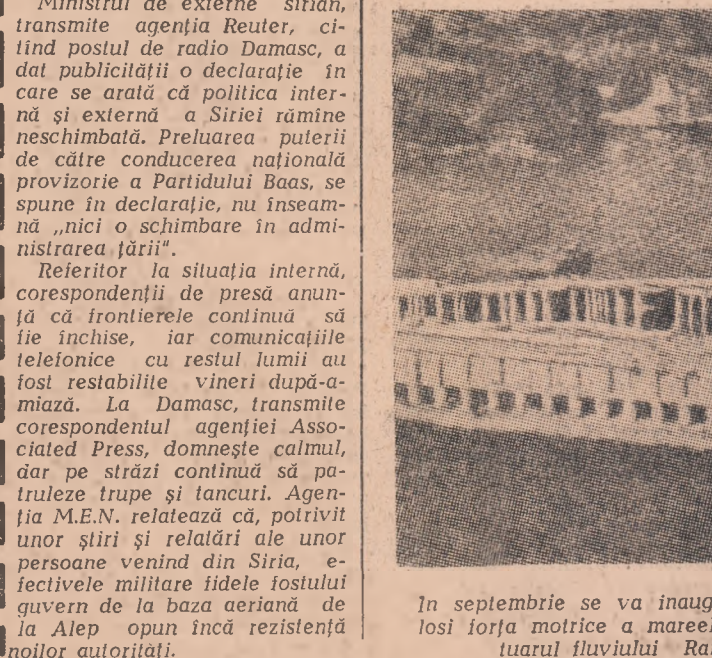 Ministrul de externe sirian,
transmite agenția Reuter, ci-
tînd postul de radio Damasc, a
dat publicității o declarație în
care se arată că politica inter-
nă și externă a Siriei rămîne
neschimbată. Preluarea puterii
de către conducerea națională
provizorie a Partidului Baas, se
spune în declarație, nu înseam-
nă „nici o schimbare în admi-
nistrarea țării".
Referitor la situația internă,
corespondenții de presă anun-
ță că frontierele continuă să
fie închise, iar comunicațiile
telefonice cu restul lumii au
fost restabilite vineri după-a-
miază. La Damasc, transmite
corespondentul agenției Asso-
ciated Press, domnește calmul,
dar pe străzi continuă să pa-
truleze trupe și tancuri. Agen-
ția M.E.N. relatează că, potrivit
unor știri și relatări ale unor
persoane venind din Siria, e-
fectivele militare fidele fostului
guvern de la baza aeriană de
la Alep opun încă rezistență
noilor autorități.
In septembrie se va inaug
losi forța motrice a maree
tuarul fluviului Ra